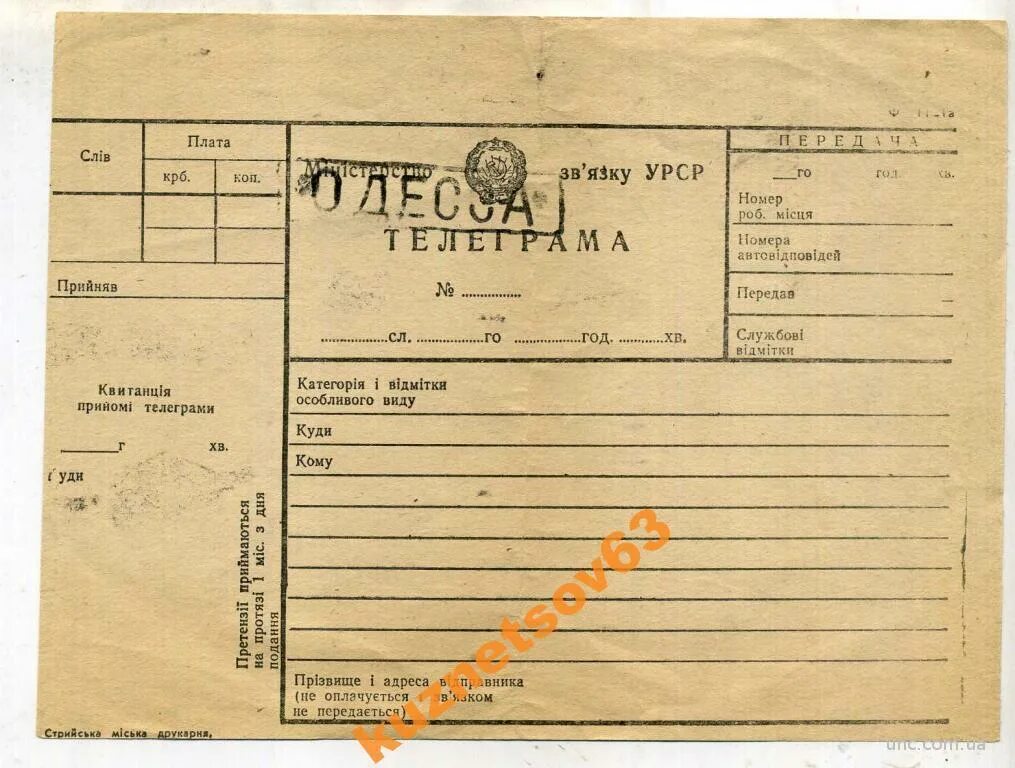 Слів
Плата
крб. коп.
Прийняв
Квитанція
прийомі телеграми
г хв.
уди
Претензії приймаються
на протязі 1 міс. з дня
подання
Міністерство зв'язку УРСР
ОДЕССА
ТЕЛЕГРАМА
№
сл. го год. хв.
ПЕРЕДАЧА
го год. хв.
Номер
роб. місця
Номера
автовідповідей
Передав
Службові
відмітки
Категорія і відмітки
особливого виду
Куди
Кому
Прізвище і адреса відправника
(не оплачується і зв'язком
не передається)
Стрийська міська друкарня,
kuznetsov63
unc.com.ua